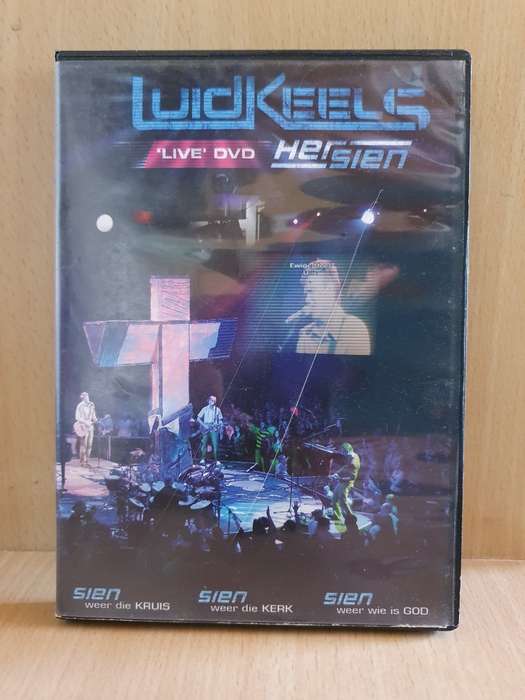 LUIDKEELS
'LIVE' DVD HerSIEN
sien sien sien
weer die KRUIS weer die KERK weer wie is GOD